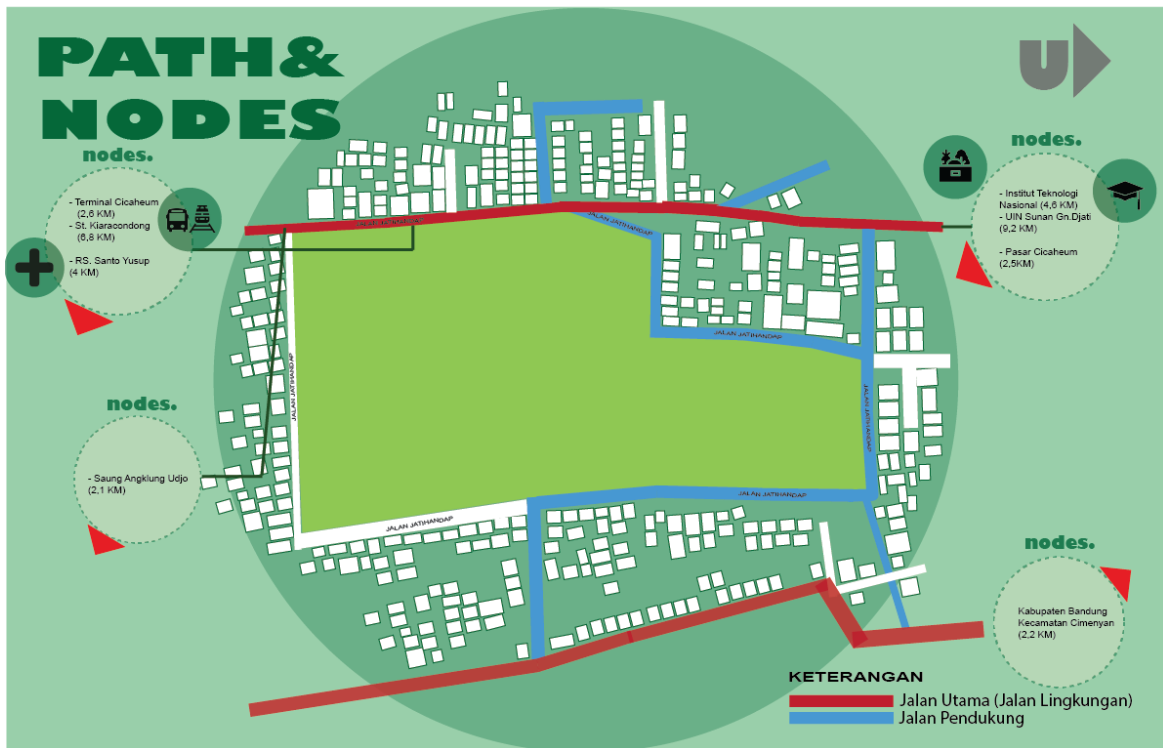 PATH&
NODES
U
nodes.
- Terminal Cicaheum
(2,6 KM)
- St. Kiaracondong
(6,8 KM)
- RS. Santo Yusup
(4 KM)
nodes.
- Institut Teknologi
Nasional (4,6 KM)
- UIN Sunan Gn.Djati
(9,2 KM)
- Pasar Cicaheum
(2,5KM)
JALAN JATIHANDAP
JALAN JATIHANDAP
JALAN JATIHANDAP
JALAN JATIHANDAP
JALAN JATIHANDAP
JALAN JATIHANDAP
nodes.
- Saung Angklung Udjo
(2,1 KM)
nodes.
Kabupaten Bandung
Kecamatan Cimenyan
(2,2 KM)
KETERANGAN
Jalan Utama (Jalan Lingkungan)
Jalan Pendukung